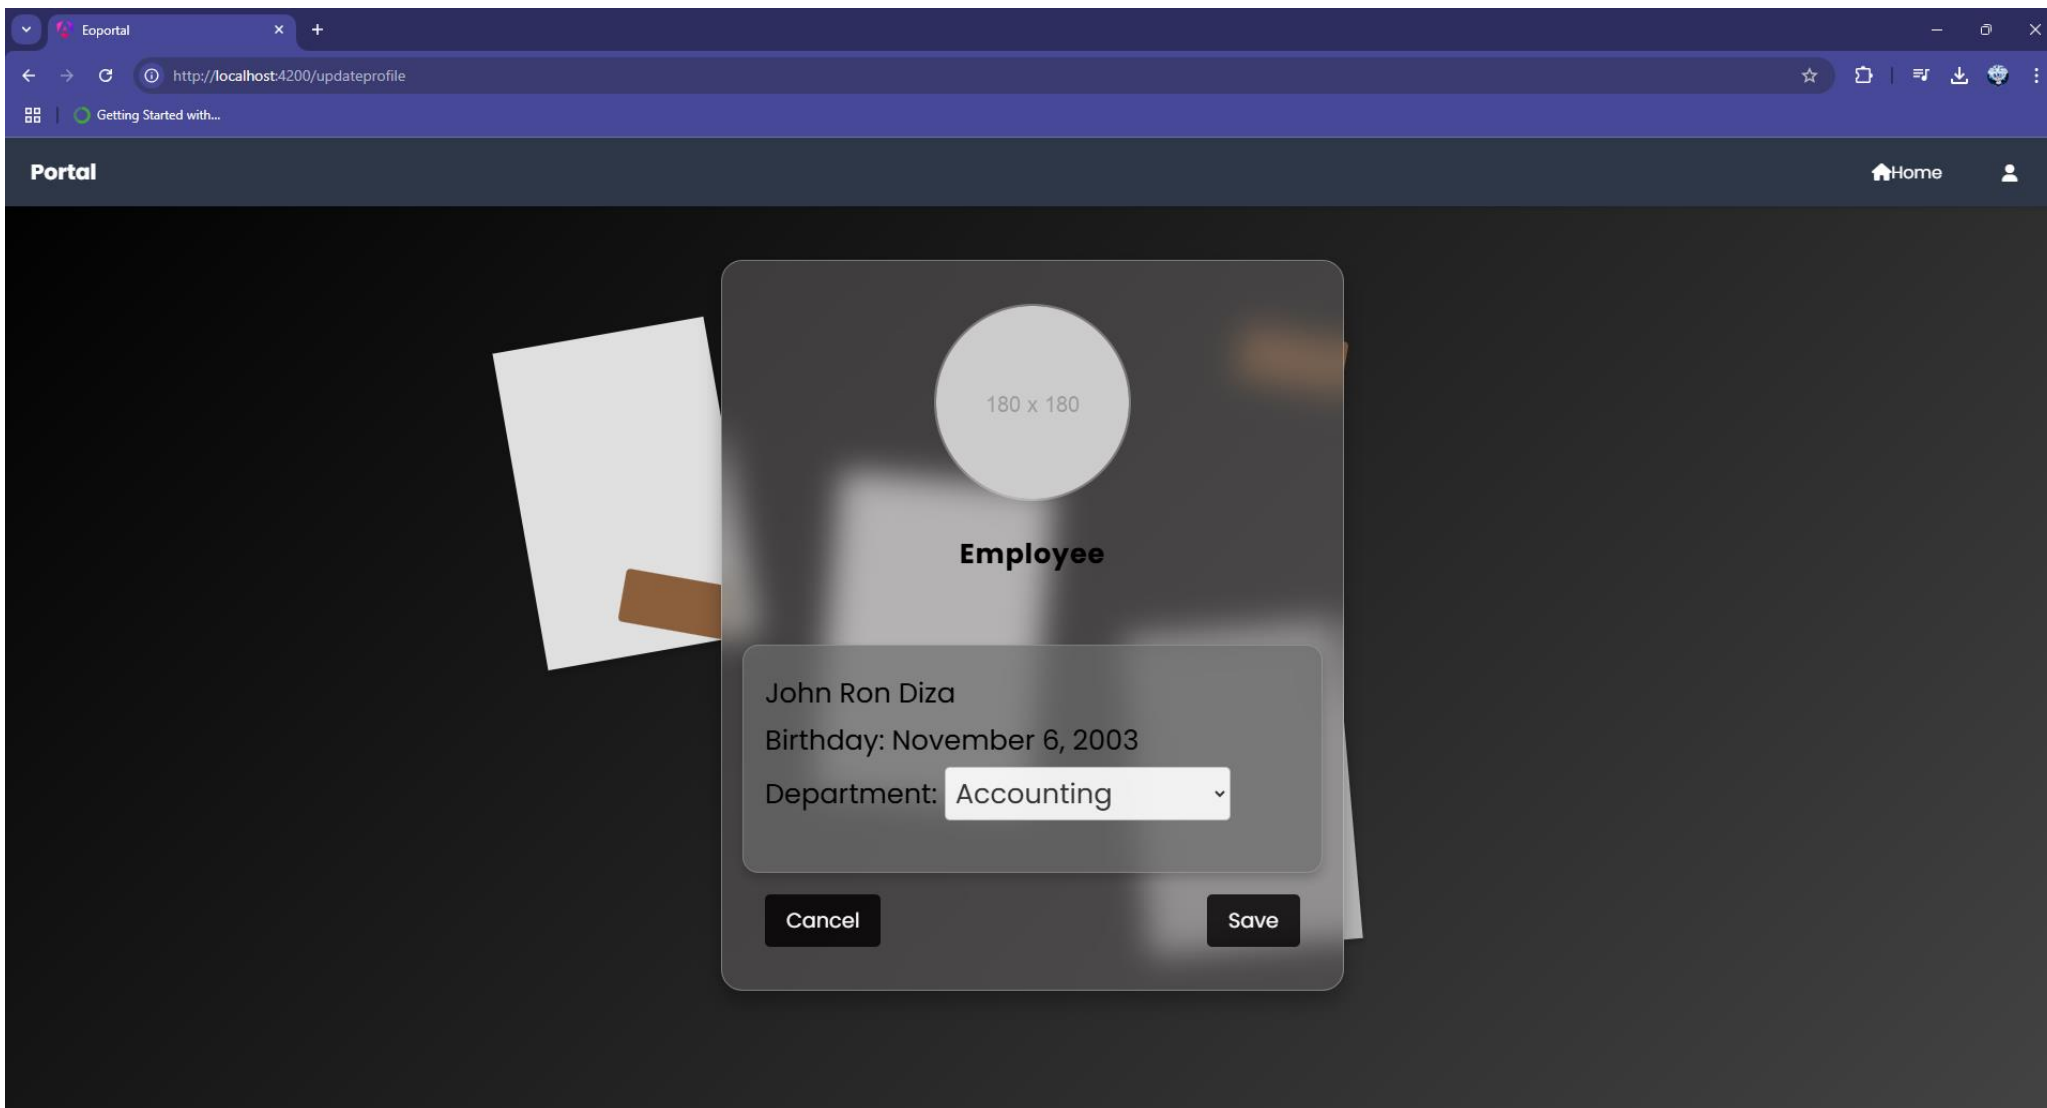 Eoportal
http://localhost:4200/updateprofile
Getting Started with...
Portal
Home
180 x 180
Employee
John Ron Diza
Birthday: November 6, 2003
Department: Accounting
Cancel
Save